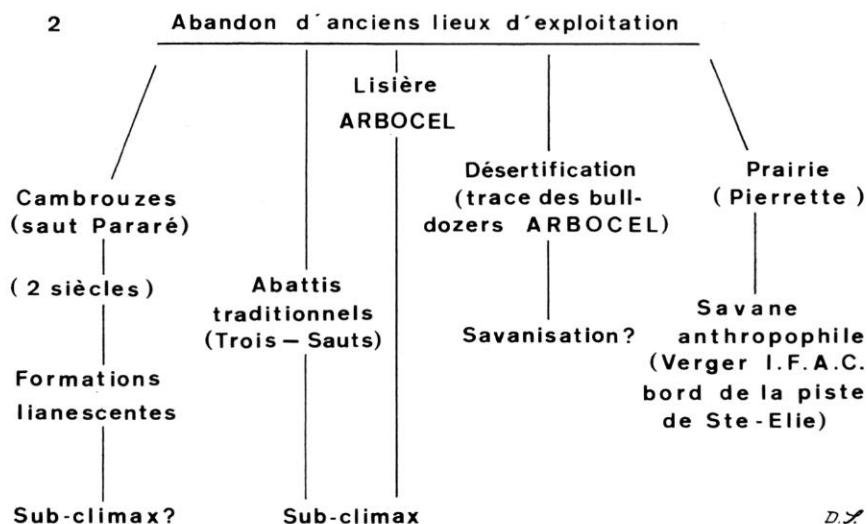 2
Abandon d'anciens lieux d'exploitation
Lisière
ARBOCEL
Cambrouzes
(saut Pararé)
(2 siècles)
Formations
lianescentes
Sub-climax?
Abattis
traditionnels
(Trois – Sauts)
Sub-climax
Désertification
(trace des bull-
dozers ARBOCEL)
Savanisation?
Prairie
(Pierrette)
Savane
anthropophile
(Verger I.F.A.C.
bord de la piste
de Ste-Elie)